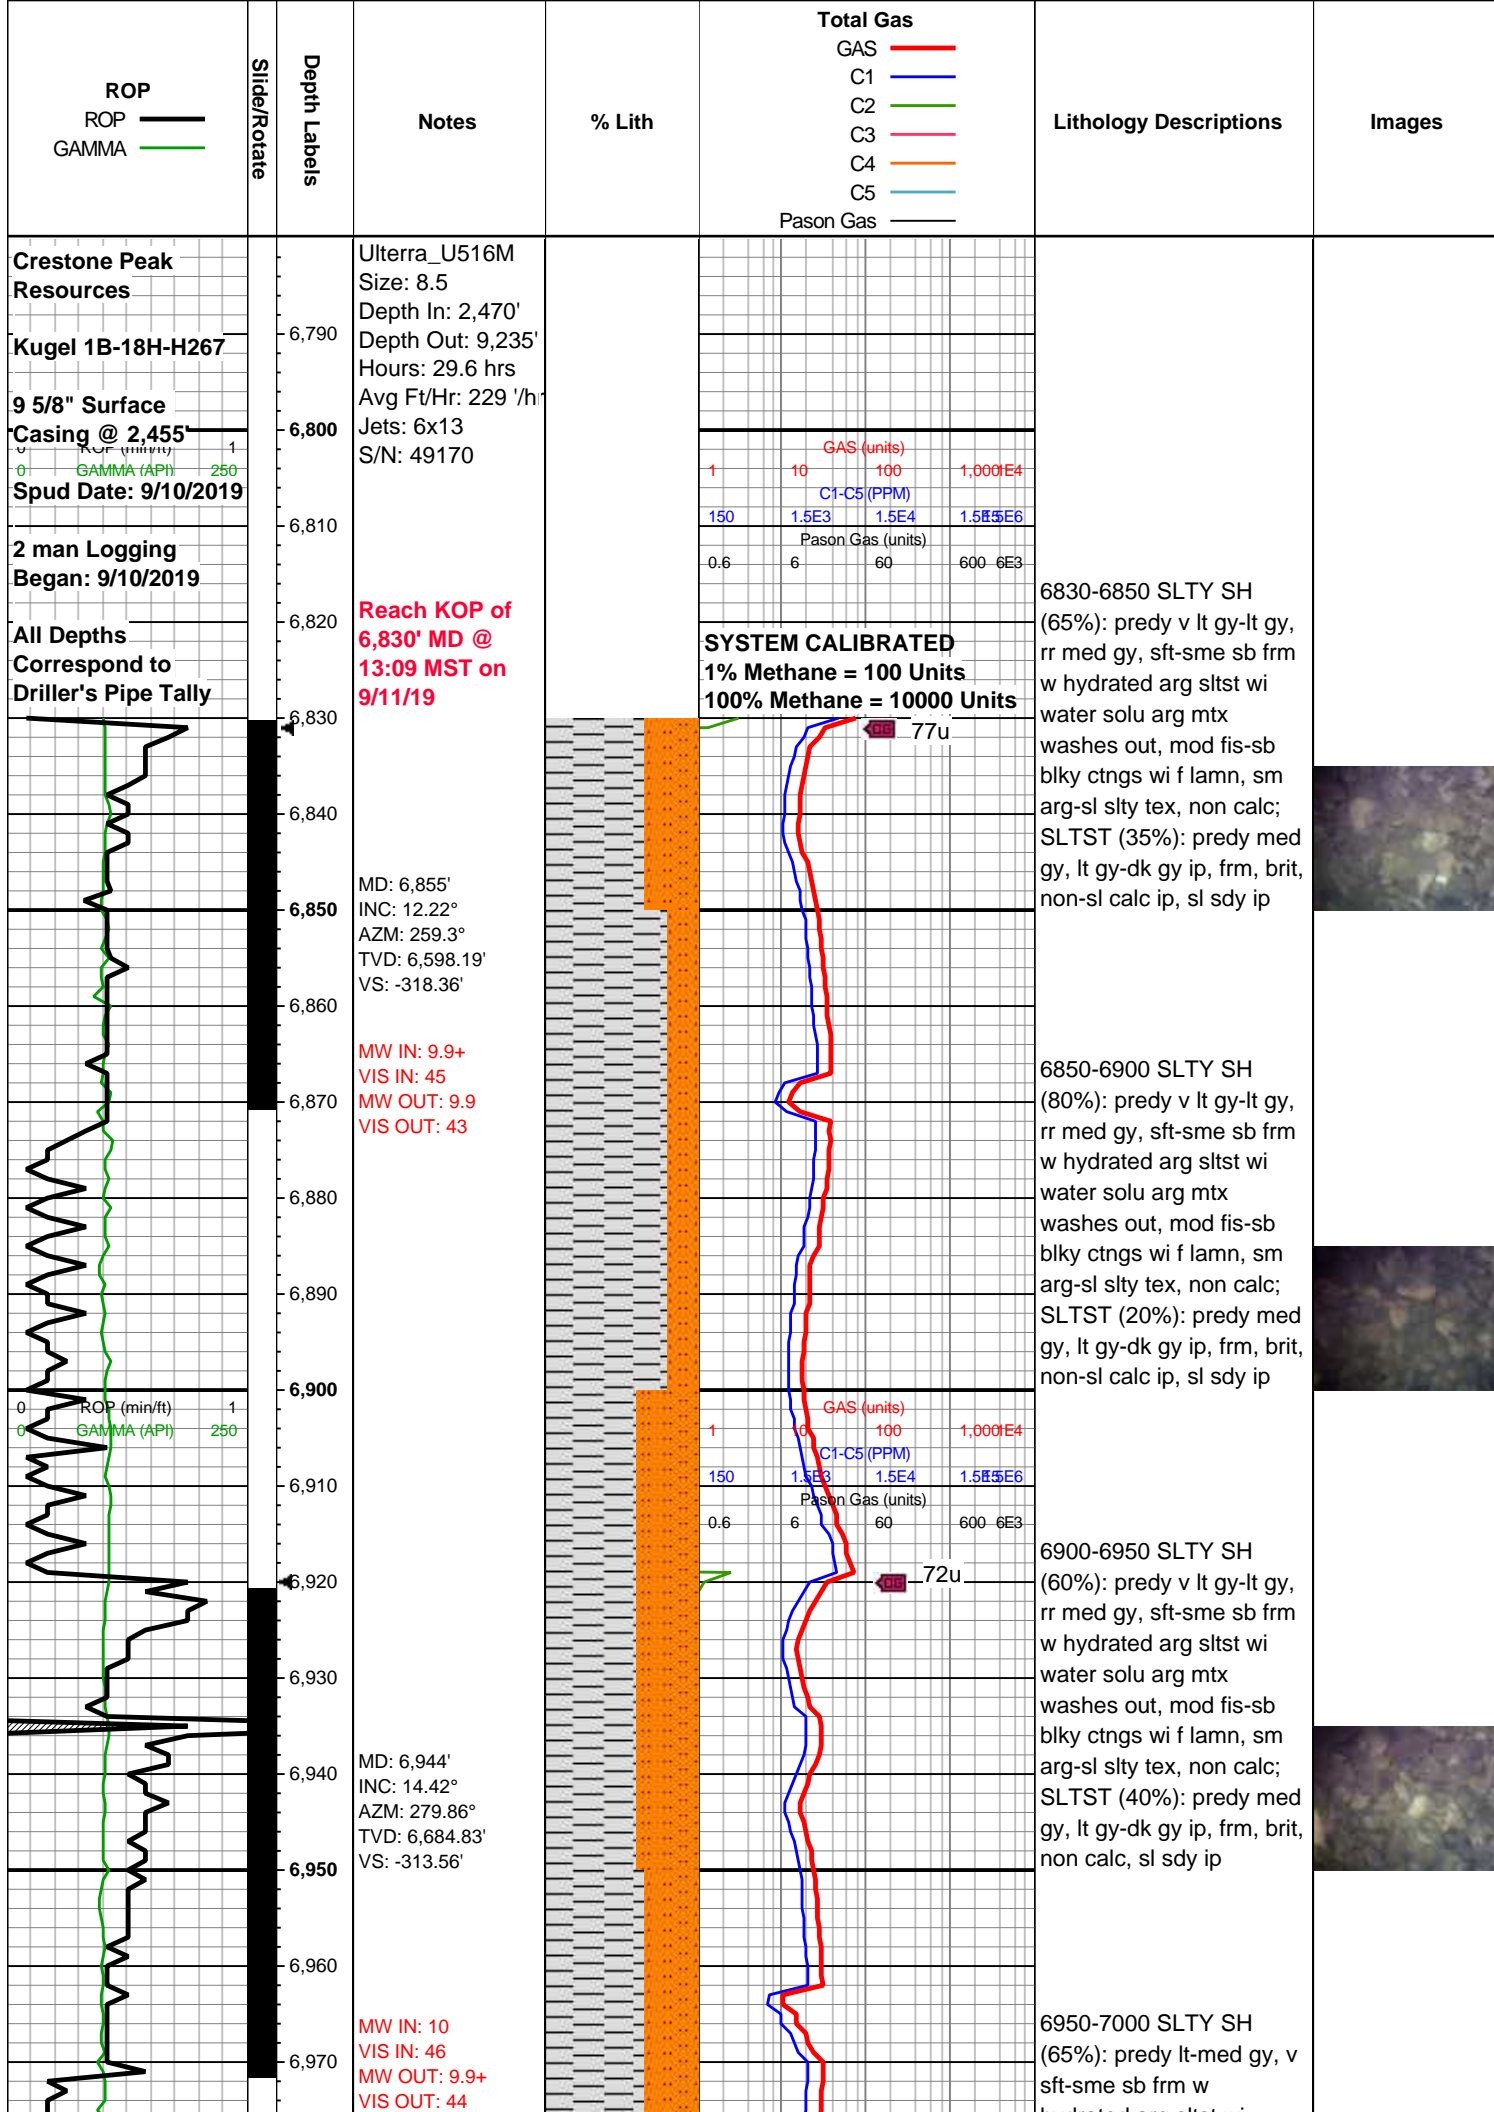 ROP
ROP
GAMMA
Slide/Rotate
Depth Labels
Notes
% Lith
Total Gas
GAS
C1
C2
C3
C4
C5
Pason Gas
Lithology Descriptions
Images
Crestone Peak
Resources
Kugel 1B-18H-H267
9 5/8" Surface
Casing @ 2,455'
0 ROP (min/ft) 1
0 GAMMA (API) 250
Spud Date: 9/10/2019
2 man Logging
Began: 9/10/2019
All Depths
Correspond to
Driller's Pipe Tally
0 ROP (min/ft) 1
0 GAMMA (API) 250
6,790
6,800
6,810
6,820
6,830
6,840
6,850
6,860
6,870
6,880
6,890
6,900
6,910
6,920
6,930
6,940
6,950
6,960
6,970
Ulterra_U516M
Size: 8.5
Depth In: 2,470'
Depth Out: 9,235'
Hours: 29.6 hrs
Avg Ft/Hr: 229 '/hr
Jets: 6x13
S/N: 49170
Reach KOP of
6,830' MD @
13:09 MST on
9/11/19
MD: 6,855'
INC: 12.22°
AZM: 259.3°
TVD: 6,598.19'
VS: -318.36'
MW IN: 9.9+
VIS IN: 45
MW OUT: 9.9
VIS OUT: 43
MD: 6,944'
INC: 14.42°
AZM: 279.86°
TVD: 6,684.83'
VS: -313.56'
MW IN: 10
VIS IN: 46
MW OUT: 9.9+
VIS OUT: 44
GAS (units)
1 10 100 1,000 1E4
C1-C5 (PPM)
150 1.5E3 1.5E4 1.5E5 1.5E6
Pason Gas (units)
0.6 6 60 600 6E3
SYSTEM CALIBRATED
1% Methane = 100 Units
100% Methane = 10000 Units
CG 77u
GAS (units)
1 10 100 1,000 1E4
C1-C5 (PPM)
150 1.5E3 1.5E4 1.5E5 1.5E6
Pason Gas (units)
0.6 6 60 600 6E3
CG 72u
6830-6850 SLTY SH
(65%): predy v lt gy-lt gy,
rr med gy, sft-sme sb frm
w hydrated arg sltst wi
water solu arg mtx
washes out, mod fis-sb
blky ctngs wi f lamn, sm
arg-sl slty tex, non calc;
SLTST (35%): predy med
gy, lt gy-dk gy ip, frm, brit,
non-sl calc ip, sl sdy ip
6850-6900 SLTY SH
(80%): predy v lt gy-lt gy,
rr med gy, sft-sme sb frm
w hydrated arg sltst wi
water solu arg mtx
washes out, mod fis-sb
blky ctngs wi f lamn, sm
arg-sl slty tex, non calc;
SLTST (20%): predy med
gy, lt gy-dk gy ip, frm, brit,
non-sl calc ip, sl sdy ip
6900-6950 SLTY SH
(60%): predy v lt gy-lt gy,
rr med gy, sft-sme sb frm
w hydrated arg sltst wi
water solu arg mtx
washes out, mod fis-sb
blky ctngs wi f lamn, sm
arg-sl slty tex, non calc;
SLTST (40%): predy med
gy, lt gy-dk gy ip, frm, brit,
non calc, sl sdy ip
6950-7000 SLTY SH
(65%): predy lt-med gy, v
sft-sme sb frm w